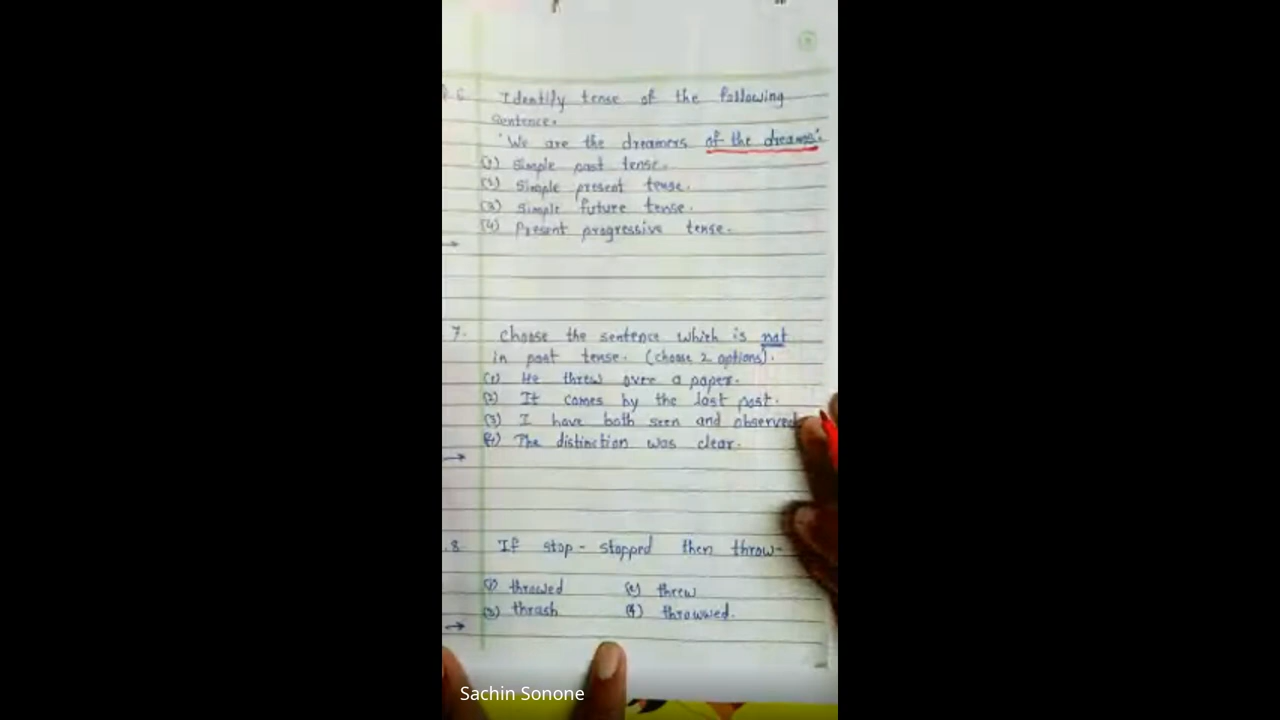 6 Identify tense of the following
sentence.
'We are the dreamers of the dreams'.
(1) Simple past tense.
(2) Simple present tense.
(3) Simple future tense.
(4) Present progressive tense.
7. Choose the sentence which is not
in past tense. (choose 2 options).
(1) He threw over a paper.
(2) It comes by the last post.
(3) I have both seen and observed
(4) The distinction was clear.
.8. If stop - stopped then throw-
(1) throwed (2) threw
(3) thrash (4) throwwed.
Sachin Sonone